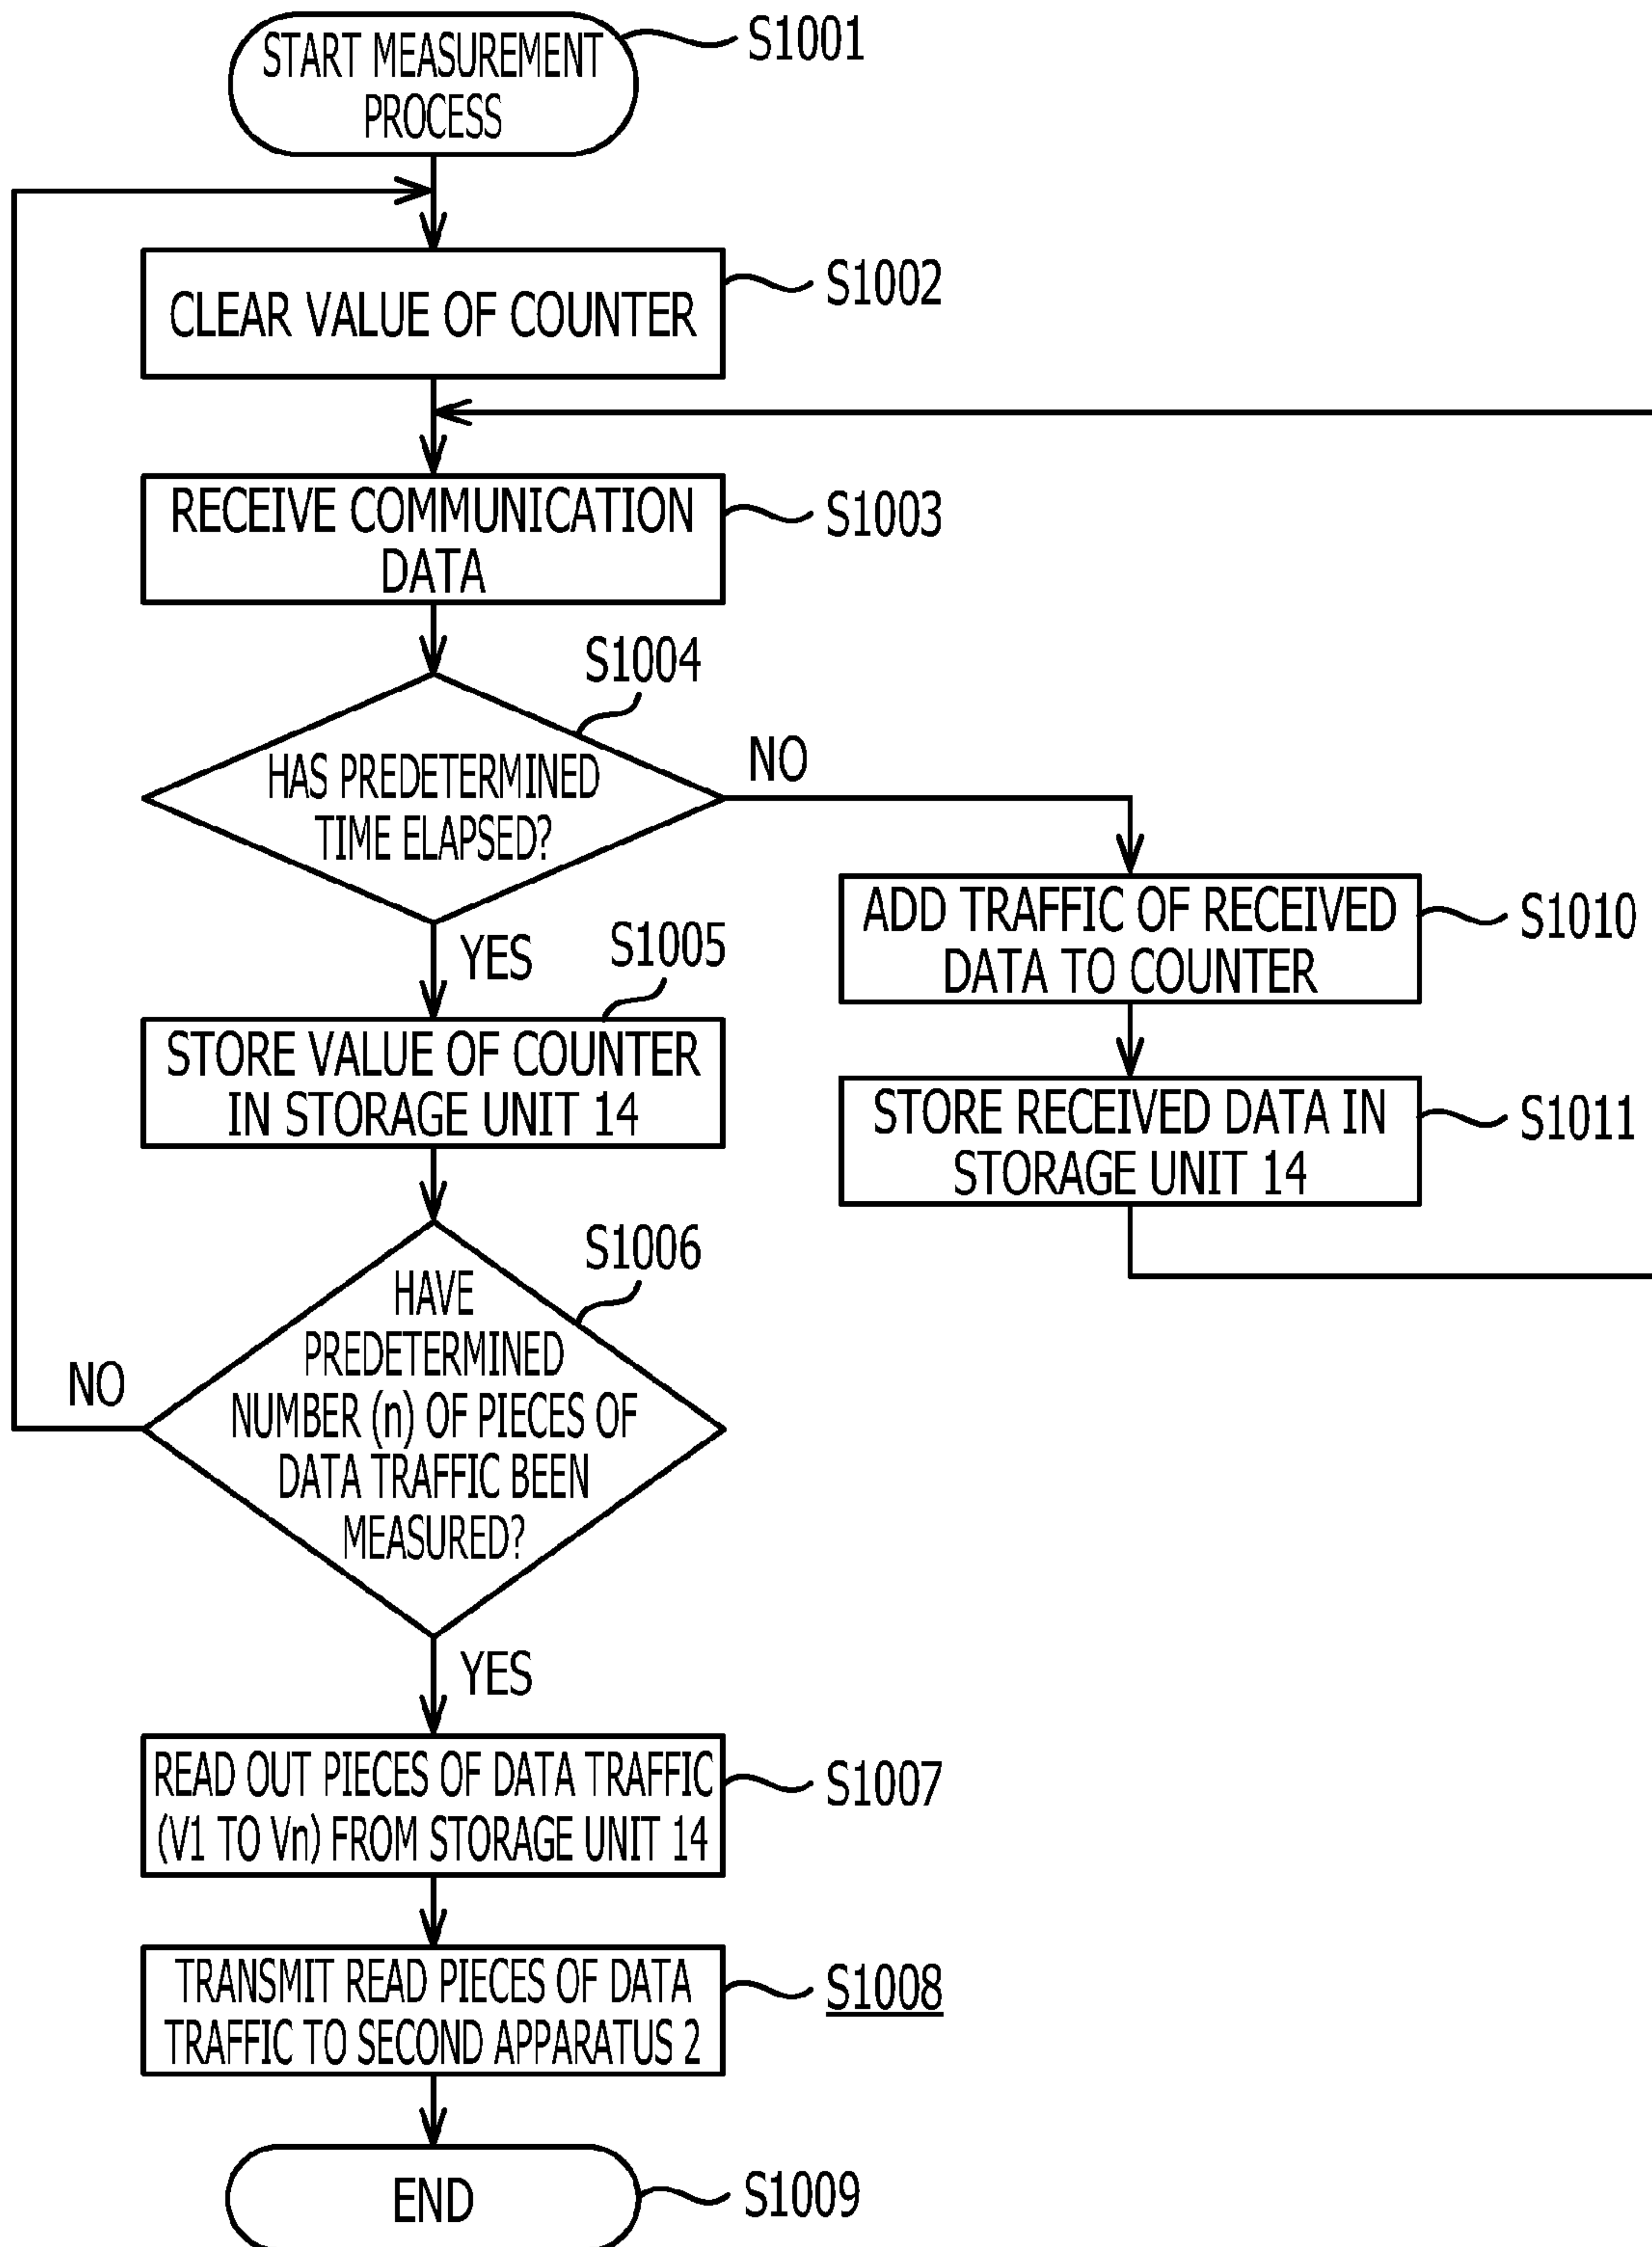 START MEASUREMENT
PROCESS
S1001
CLEAR VALUE OF COUNTER
S1002
RECEIVE COMMUNICATION
DATA
S1003
S1004
HAS PREDETERMINED
TIME ELAPSED?
NO
YES
S1005
STORE VALUE OF COUNTER
IN STORAGE UNIT 14
ADD TRAFFIC OF RECEIVED
DATA TO COUNTER
S1010
STORE RECEIVED DATA IN
STORAGE UNIT 14
S1011
S1006
HAVE
PREDETERMINED
NUMBER (n) OF PIECES OF
DATA TRAFFIC BEEN
MEASURED?
NO
YES
READ OUT PIECES OF DATA TRAFFIC
(V1 TO Vn) FROM STORAGE UNIT 14
S1007
TRANSMIT READ PIECES OF DATA
TRAFFIC TO SECOND APPARATUS 2
S1008
END
S1009